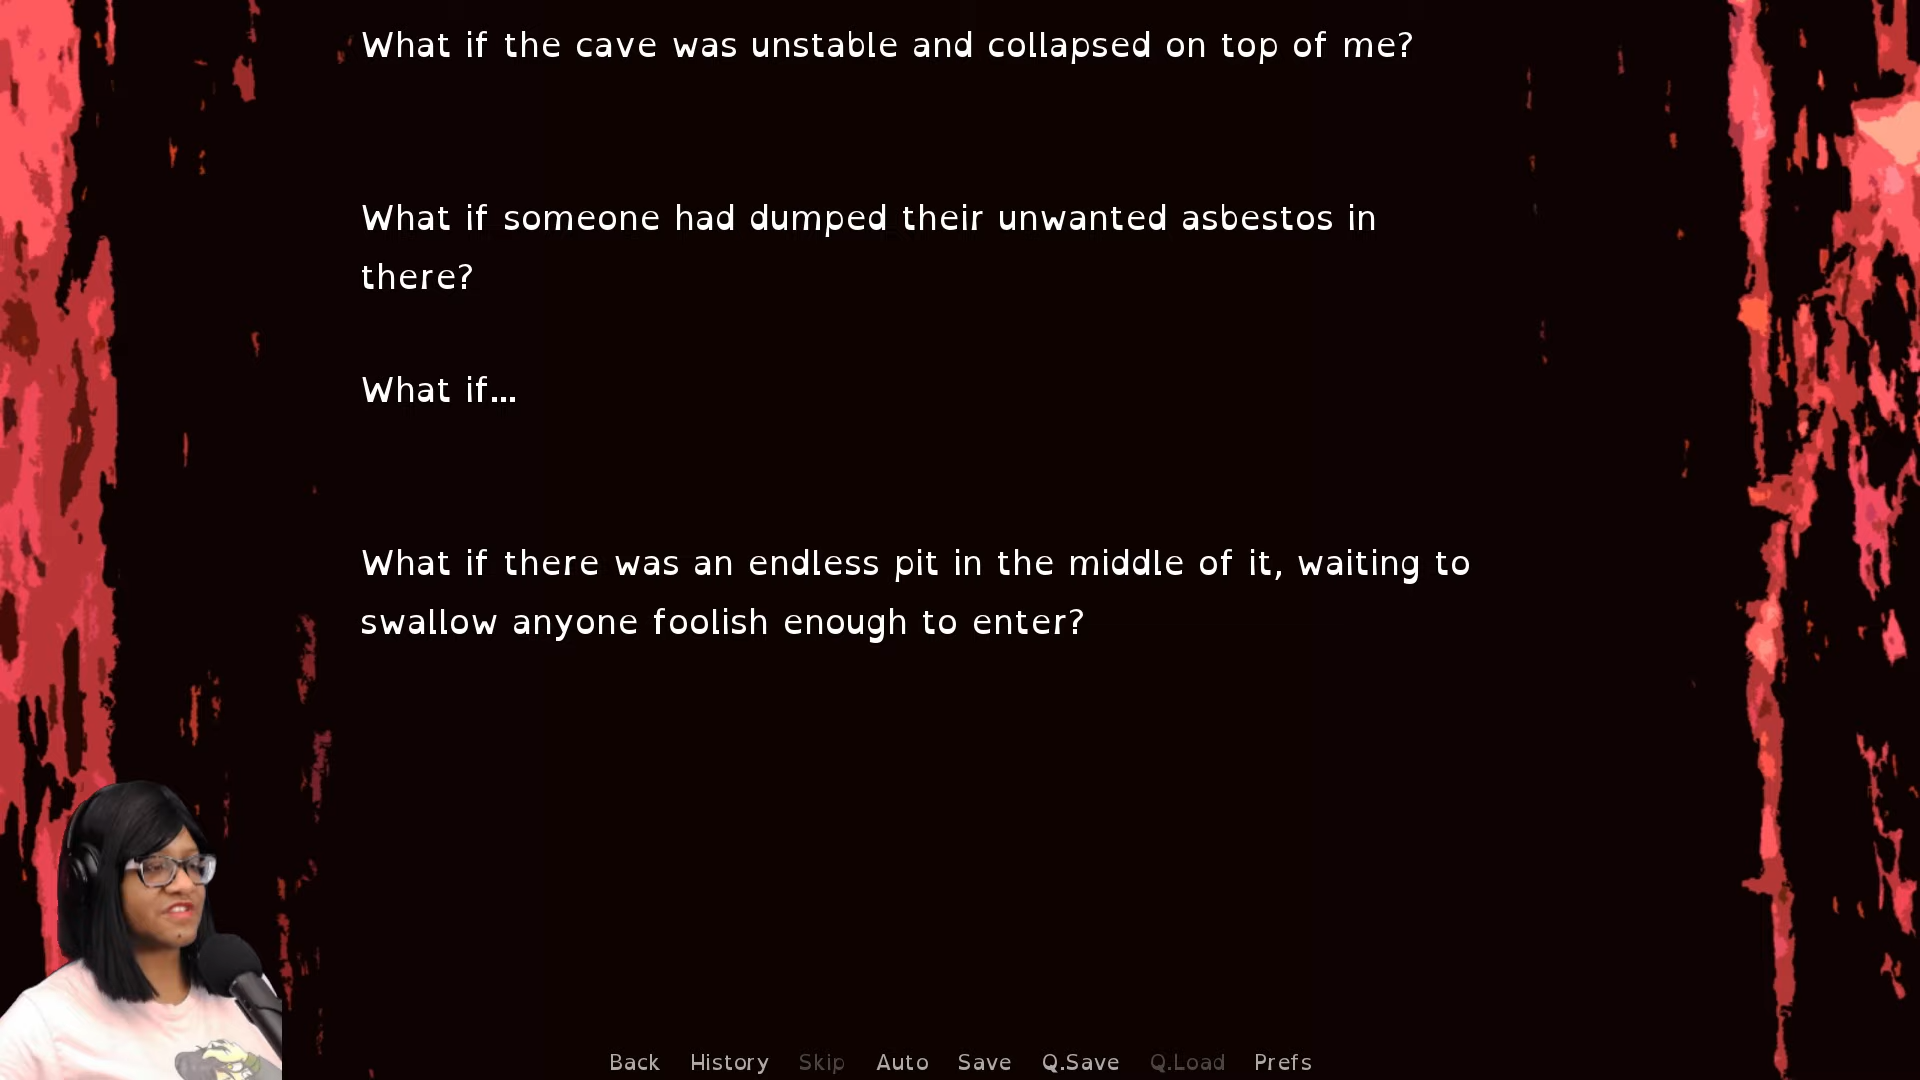 What if the cave was unstable and collapsed on top of me?
What if someone had dumped their unwanted asbestos in
there?
What if...
What if there was an endless pit in the middle of it, waiting to
swallow anyone foolish enough to enter?
Back History Skip Auto Save Q.Save Q.Load Prefs